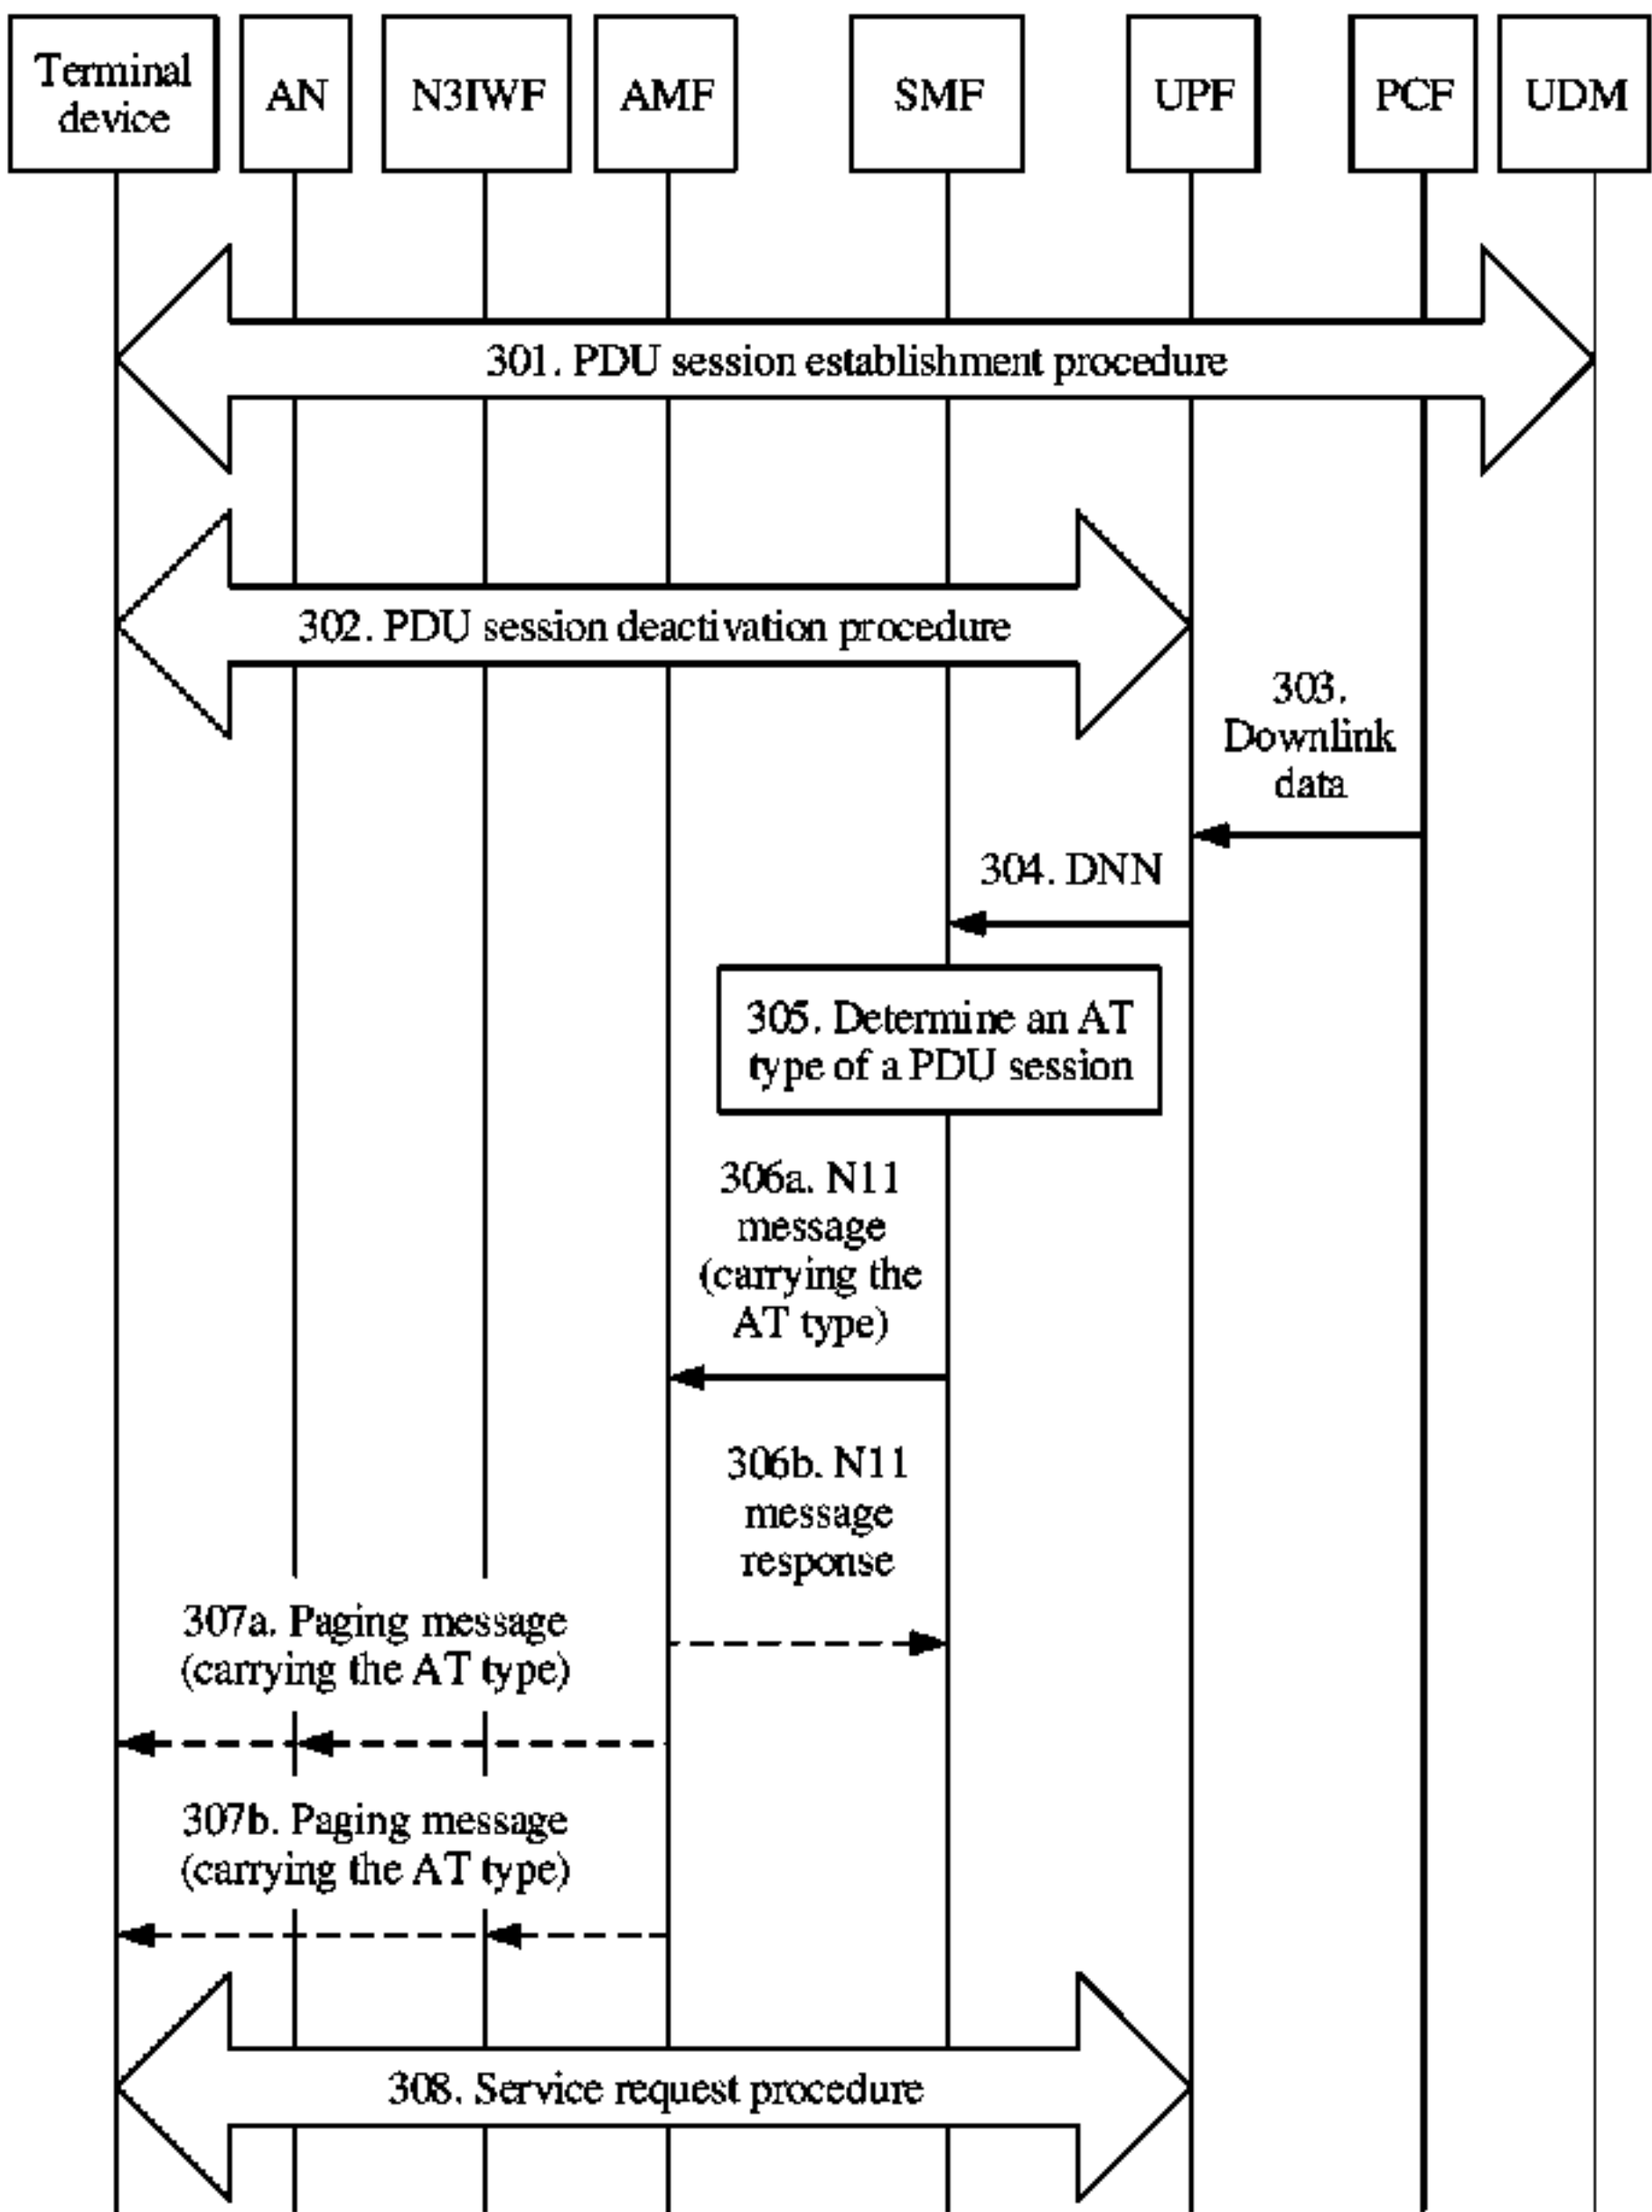 Terminal
device
AN
N3IWF
AMF
SMF
UPF
PCF
UDM
301. PDU session establishment procedure
302. PDU session deactivation procedure
303.
Downlink
data
304. DNN
305. Determine an AT
type of a PDU session
306a. N11
message
(carrying the
AT type)
306b. N11
message
response
307a. Paging message
(carrying the AT type)
307b. Paging message
(carrying the AT type)
308. Service request procedure